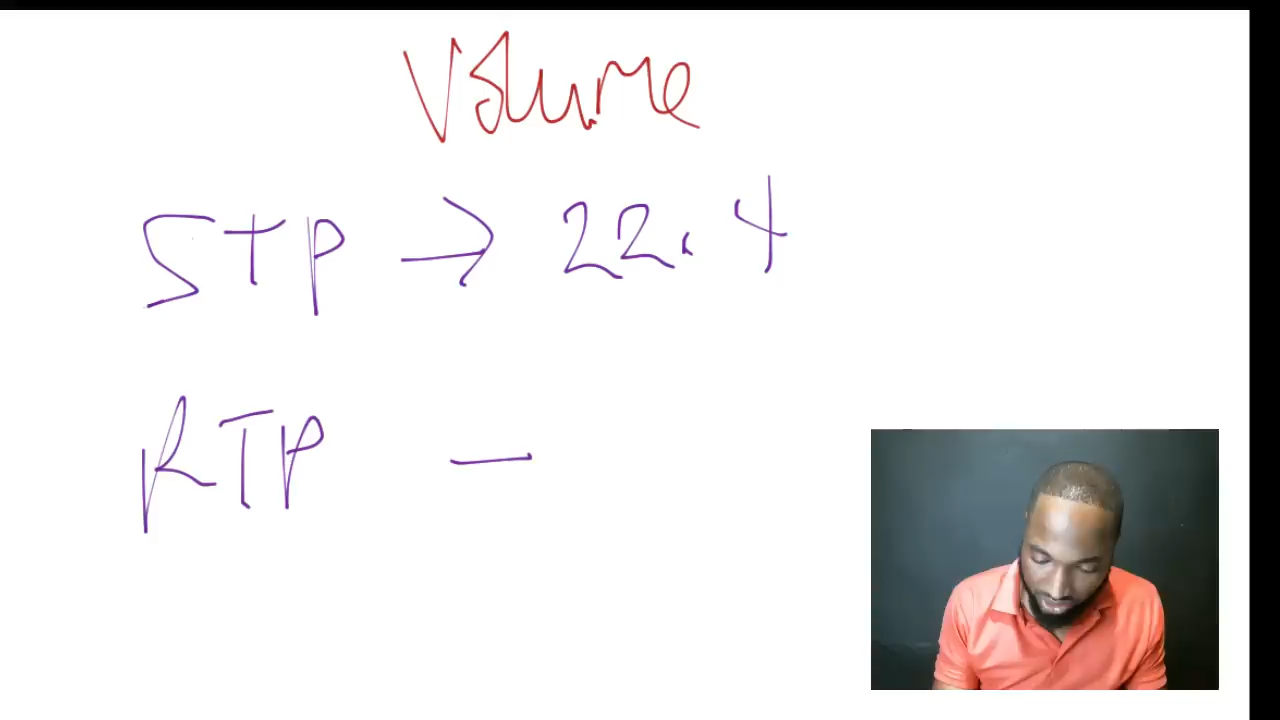 Volume
STP → 22.4
RTP —